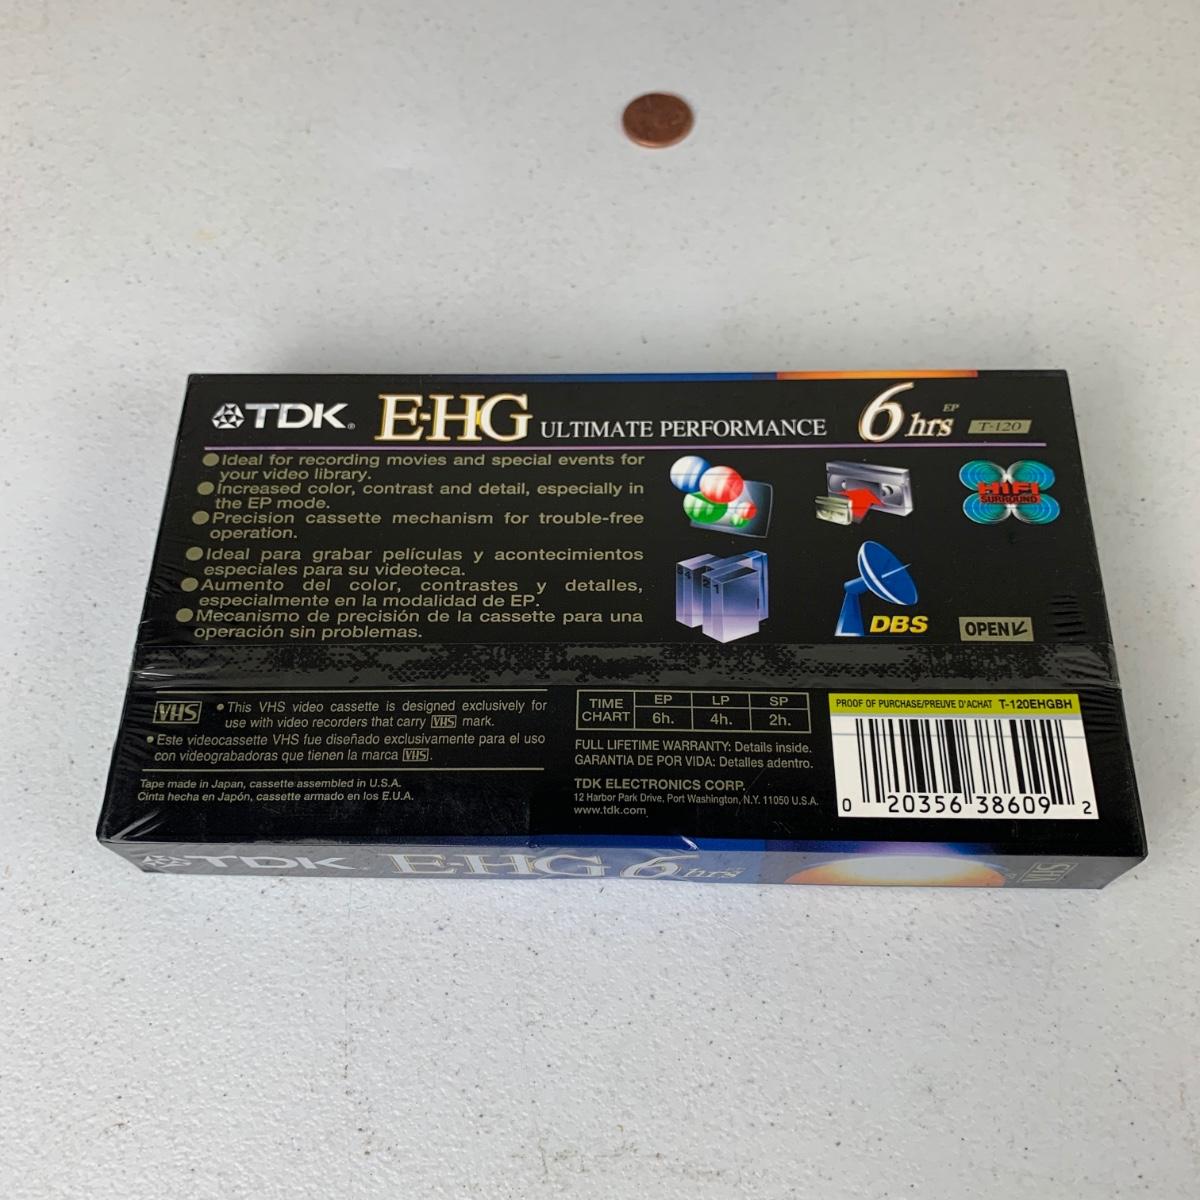 TDK® E-HG ULTIMATE PERFORMANCE 6 hrs EP T-120
●Ideal for recording movies and special events for
your video library.
●Increased color, contrast and detail, especially in
the EP mode.
●Precision cassette mechanism for trouble-free
operation.
●Ideal para grabar películas y acontecimientos
especiales para su videoteca.
●Aumento del color, contrastes y detalles,
especialmente en la modalidad de EP.
●Mecanismo de precisión de la cassette para una
operación sin problemas.
HiFi
SURROUND
4 2 1
DBS
OPEN
VHS
• This VHS video cassette is designed exclusively for
use with video recorders that carry VHS mark.
• Este videocassette VHS fue diseñado exclusivamente para el uso
con videograbadoras que tienen la marca VHS.
Tape made in Japan, cassette assembled in U.S.A.
Cinta hecha en Japón, cassette armado en los E.U.A.
TIME CHART
EP LP SP
6h. 4h. 2h.
FULL LIFETIME WARRANTY: Details inside.
GARANTIA DE POR VIDA: Detalles adentro.
TDK ELECTRONICS CORP.
12 Harbor Park Drive, Port Washington, N.Y. 11050 U.S.A.
www.tdk.com
PROOF OF PURCHASE/PREUVE D'ACHAT T-120EHGBH
0 20356 38609 2
TDK. E-HG 6 hrs VHS